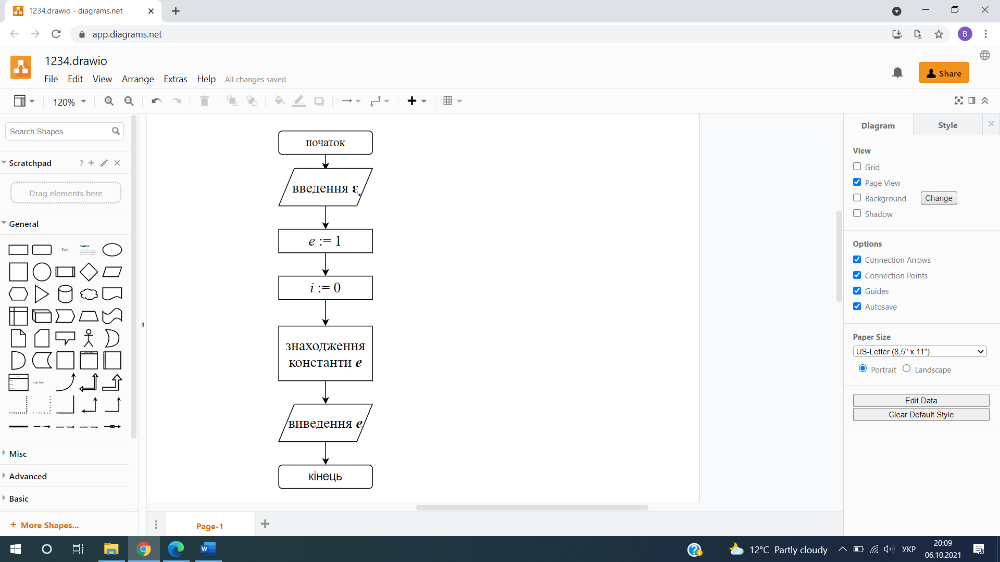 1234.drawio - diagrams.net
app.diagrams.net
B
1234.drawio
File Edit View Arrange Extras Help All changes saved
Share
120%
Search Shapes
Scratchpad
?
Drag elements here
General
Text
Heading
List Item
Misc
Advanced
Basic
+ More Shapes...
початок
введення ε
e := 1
i := 0
знаходження
константи e
виведення e
кінець
Page-1
Diagram
Style
View
Grid
Page View
Background
Change
Shadow
Options
Connection Arrows
Connection Points
Guides
Autosave
Paper Size
US-Letter (8,5" x 11")
Portrait Landscape
Edit Data
Clear Default Style
12°C Partly cloudy
УКР
20:09
06.10.2021